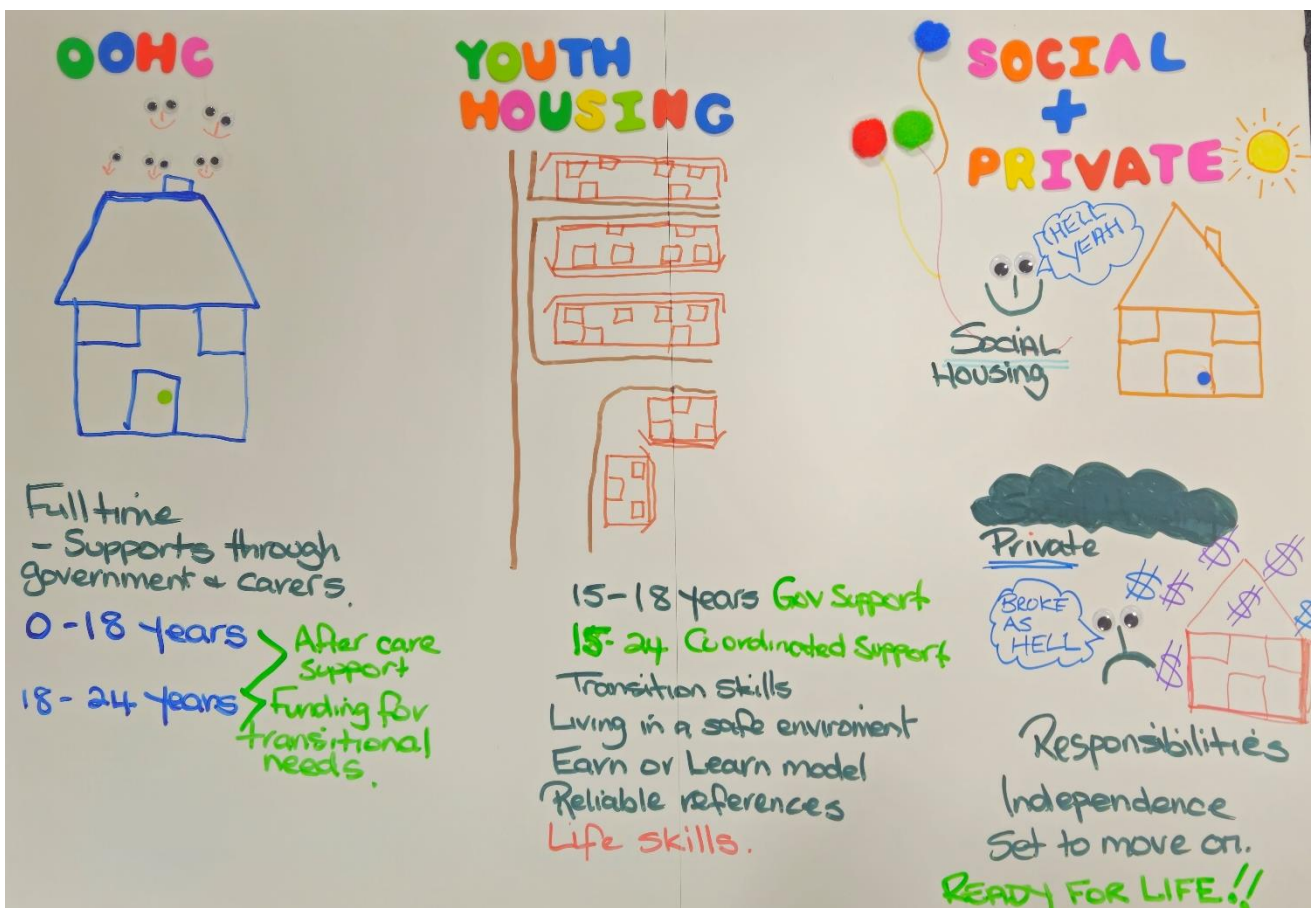 OOHC
Full time
- Supports through
government & carers.
0-18 years
18-24 years
After care
support
Funding for
transitional
needs.
YOUTH
HOUSING
15-18 years Gov Support
15-24 Coordinated Support
Transition Skills
Living in a safe enviroment
Earn or Learn model
Reliable references
Life skills.
SOCIAL
+
PRIVATE
HELL
YEAH
Social
Housing
Private
BROKE
AS
HELL
$ $ $ $ $ $ $
Responsibilities
Independence
Set to move on.
READY FOR LIFE!!